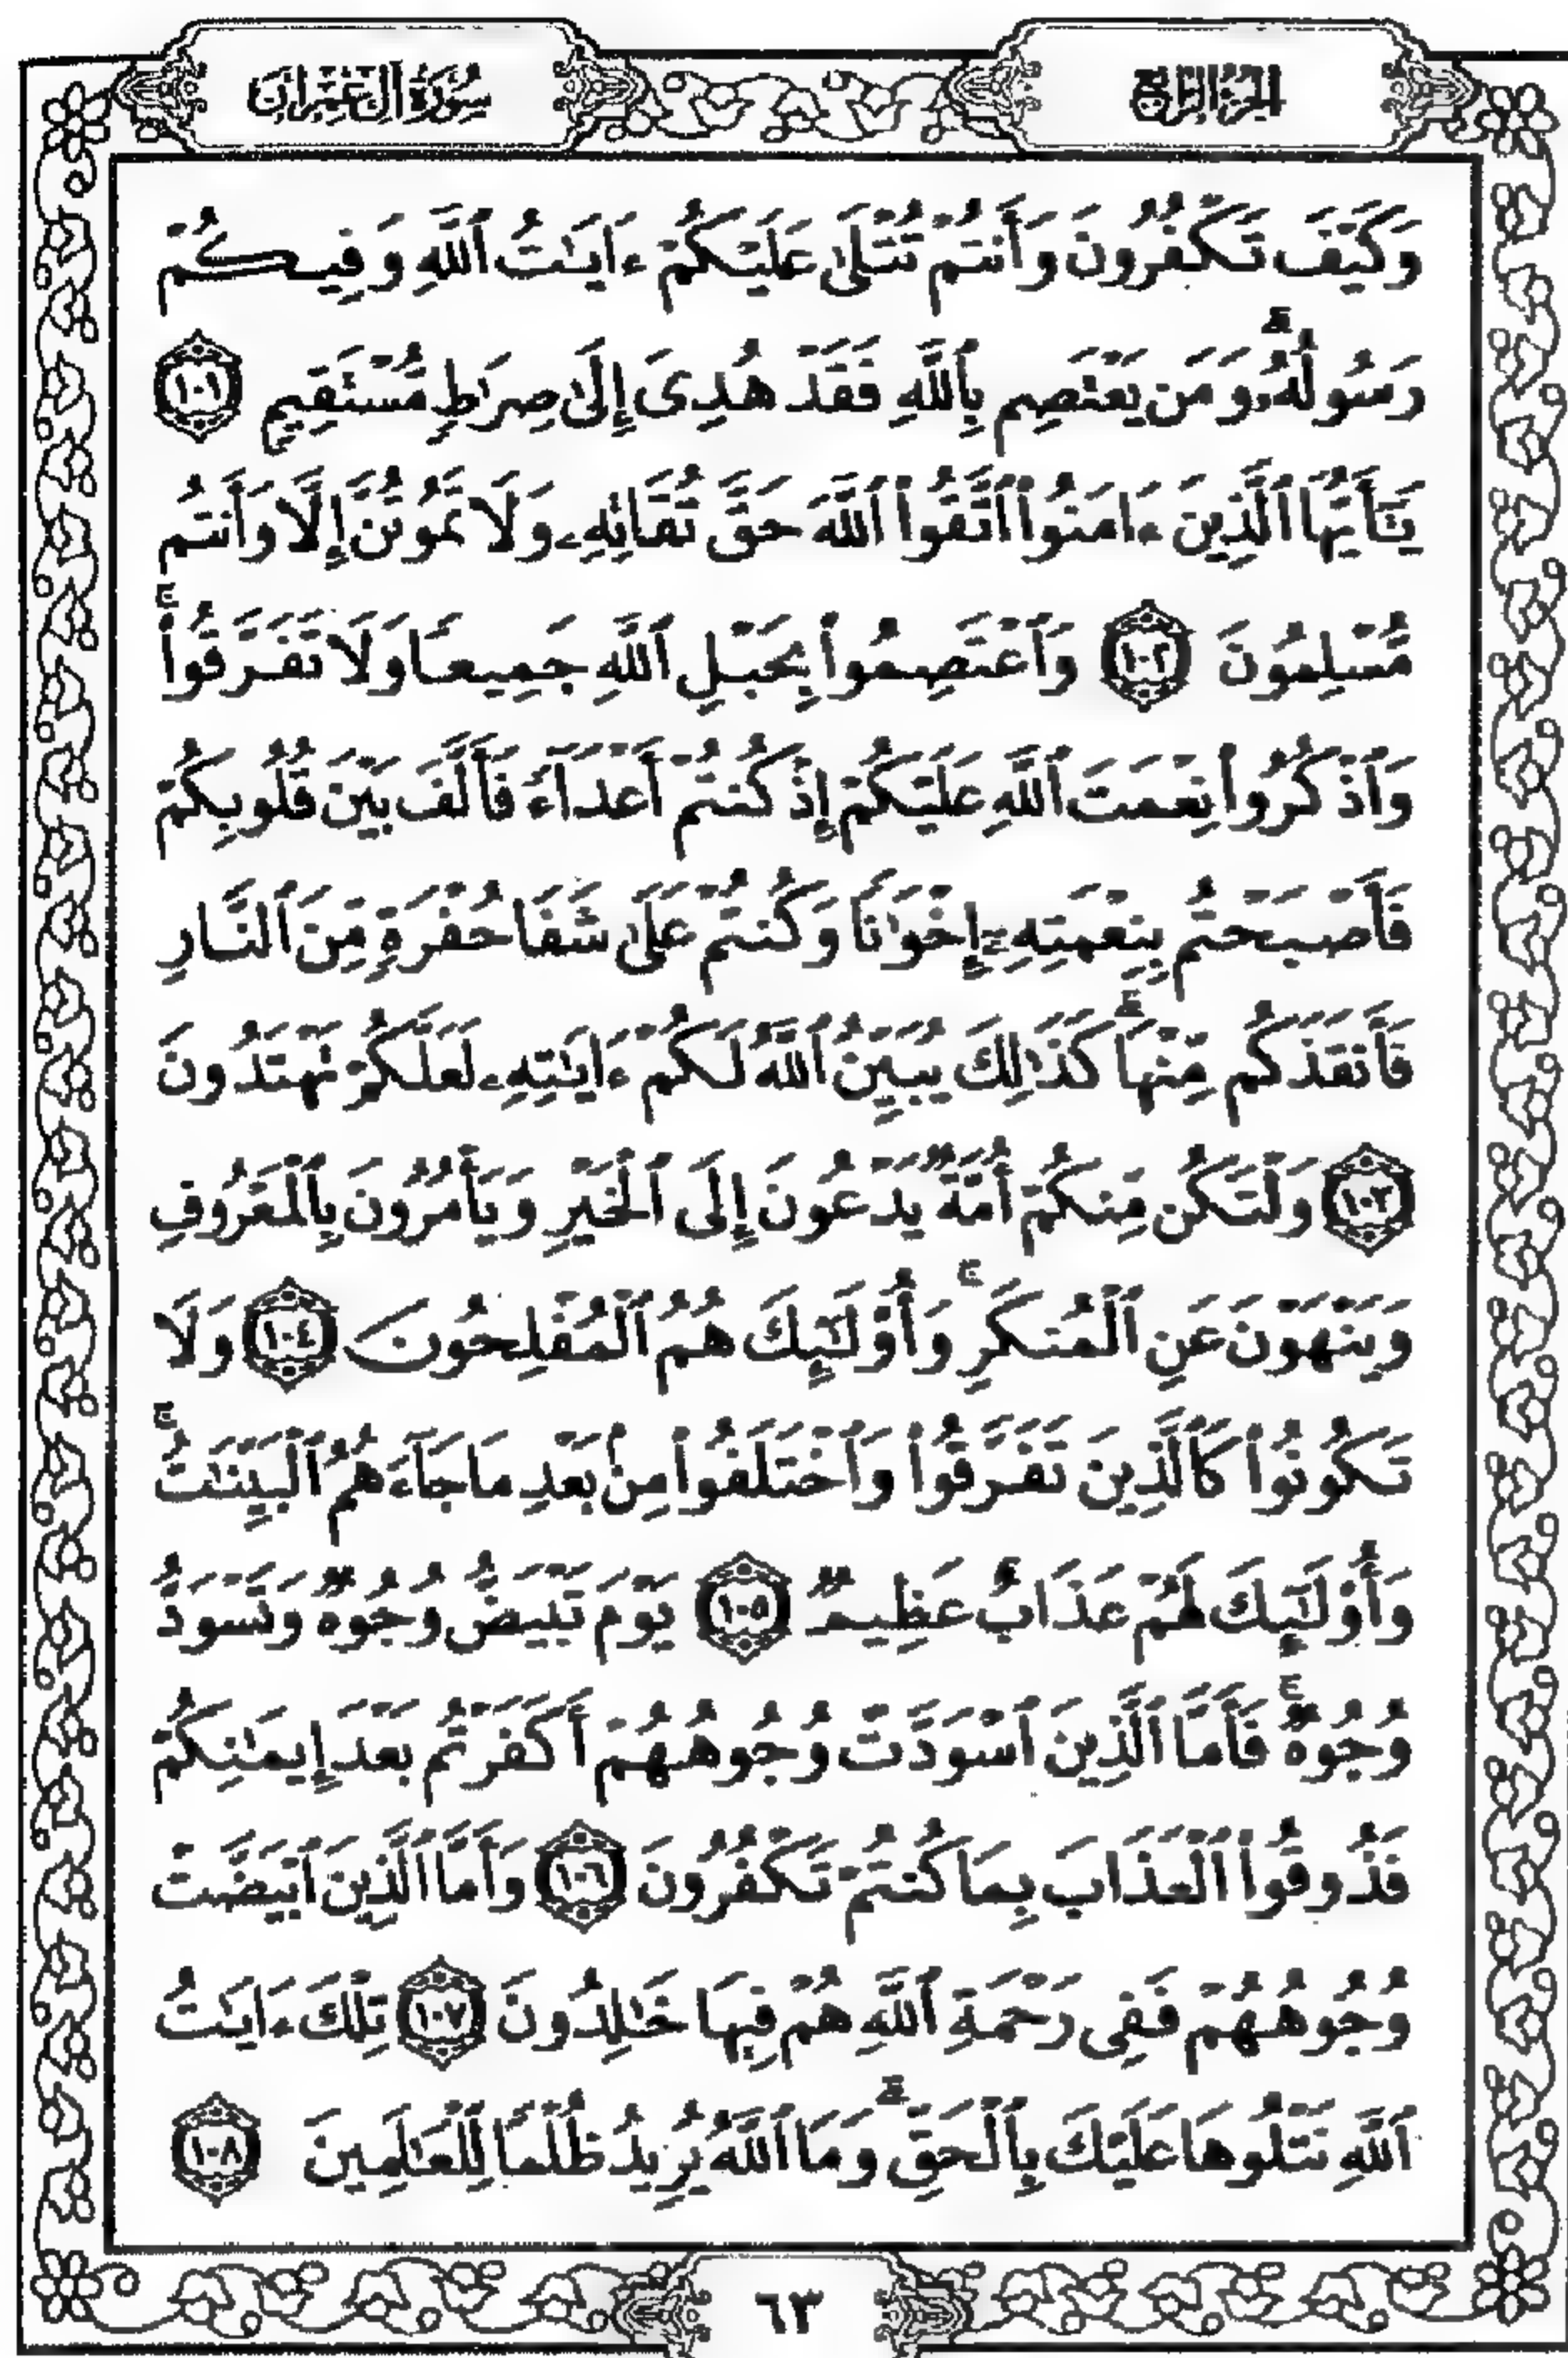 الجزء الرابع
سورة آل عمران
وَكَيْفَ تَكْفُرُونَ وَأَنتُمْ تُتْلَىٰ عَلَيْكُمْ ءَايَٰتُ ٱللَّهِ وَفِيكُمْ
رَسُولُهُۥ ۗ وَمَن يَعْتَصِم بِٱللَّهِ فَقَدْ هُدِىَ إِلَىٰ صِرَٰطٍ مُّسْتَقِيمٍ ١٠١
يَٰٓأَيُّهَا ٱلَّذِينَ ءَامَنُوا۟ ٱتَّقُوا۟ ٱللَّهَ حَقَّ تُقَاتِهِۦ وَلَا تَمُوتُنَّ إِلَّا وَأَنتُم
مُّسْلِمُونَ ١٠٢ وَٱعْتَصِمُوا۟ بِحَبْلِ ٱللَّهِ جَمِيعًا وَلَا تَفَرَّقُوا۟ ۚ
وَٱذْكُرُوا۟ نِعْمَتَ ٱللَّهِ عَلَيْكُمْ إِذْ كُنتُمْ أَعْدَآءً فَأَلَّفَ بَيْنَ قُلُوبِكُمْ
فَأَصْبَحْتُم بِنِعْمَتِهِۦٓ إِخْوَٰنًا وَكُنتُمْ عَلَىٰ شَفَا حُفْرَةٍ مِّنَ ٱلنَّارِ
فَأَنقَذَكُم مِّنْهَا ۗ كَذَٰلِكَ يُبَيِّنُ ٱللَّهُ لَكُمْ ءَايَٰتِهِۦ لَعَلَّكُمْ تَهْتَدُونَ
١٠٣ وَلْتَكُن مِّنكُمْ أُمَّةٌ يَدْعُونَ إِلَى ٱلْخَيْرِ وَيَأْمُرُونَ بِٱلْمَعْرُوفِ
وَيَنْهَوْنَ عَنِ ٱلْمُنكَرِ ۚ وَأُو۟لَٰٓئِكَ هُمُ ٱلْمُفْلِحُونَ ١٠٤ وَلَا
تَكُونُوا۟ كَٱلَّذِينَ تَفَرَّقُوا۟ وَٱخْتَلَفُوا۟ مِنۢ بَعْدِ مَا جَآءَهُمُ ٱلْبَيِّنَٰتُ ۚ
وَأُو۟لَٰٓئِكَ لَهُمْ عَذَابٌ عَظِيمٌ ١٠٥ يَوْمَ تَبْيَضُّ وُجُوهٌ وَتَسْوَدُّ
وُجُوهٌ ۚ فَأَمَّا ٱلَّذِينَ ٱسْوَدَّتْ وُجُوهُهُمْ أَكَفَرْتُم بَعْدَ إِيمَٰنِكُمْ
فَذُوقُوا۟ ٱلْعَذَابَ بِمَا كُنتُمْ تَكْفُرُونَ ١٠٦ وَأَمَّا ٱلَّذِينَ ٱبْيَضَّتْ
وُجُوهُهُمْ فَفِى رَحْمَةِ ٱللَّهِ هُمْ فِيهَا خَٰلِدُونَ ١٠٧ تِلْكَ ءَايَٰتُ
ٱللَّهِ نَتْلُوهَا عَلَيْكَ بِٱلْحَقِّ ۗ وَمَا ٱللَّهُ يُرِيدُ ظُلْمًا لِّلْعَٰلَمِينَ ١٠٨
٦٣